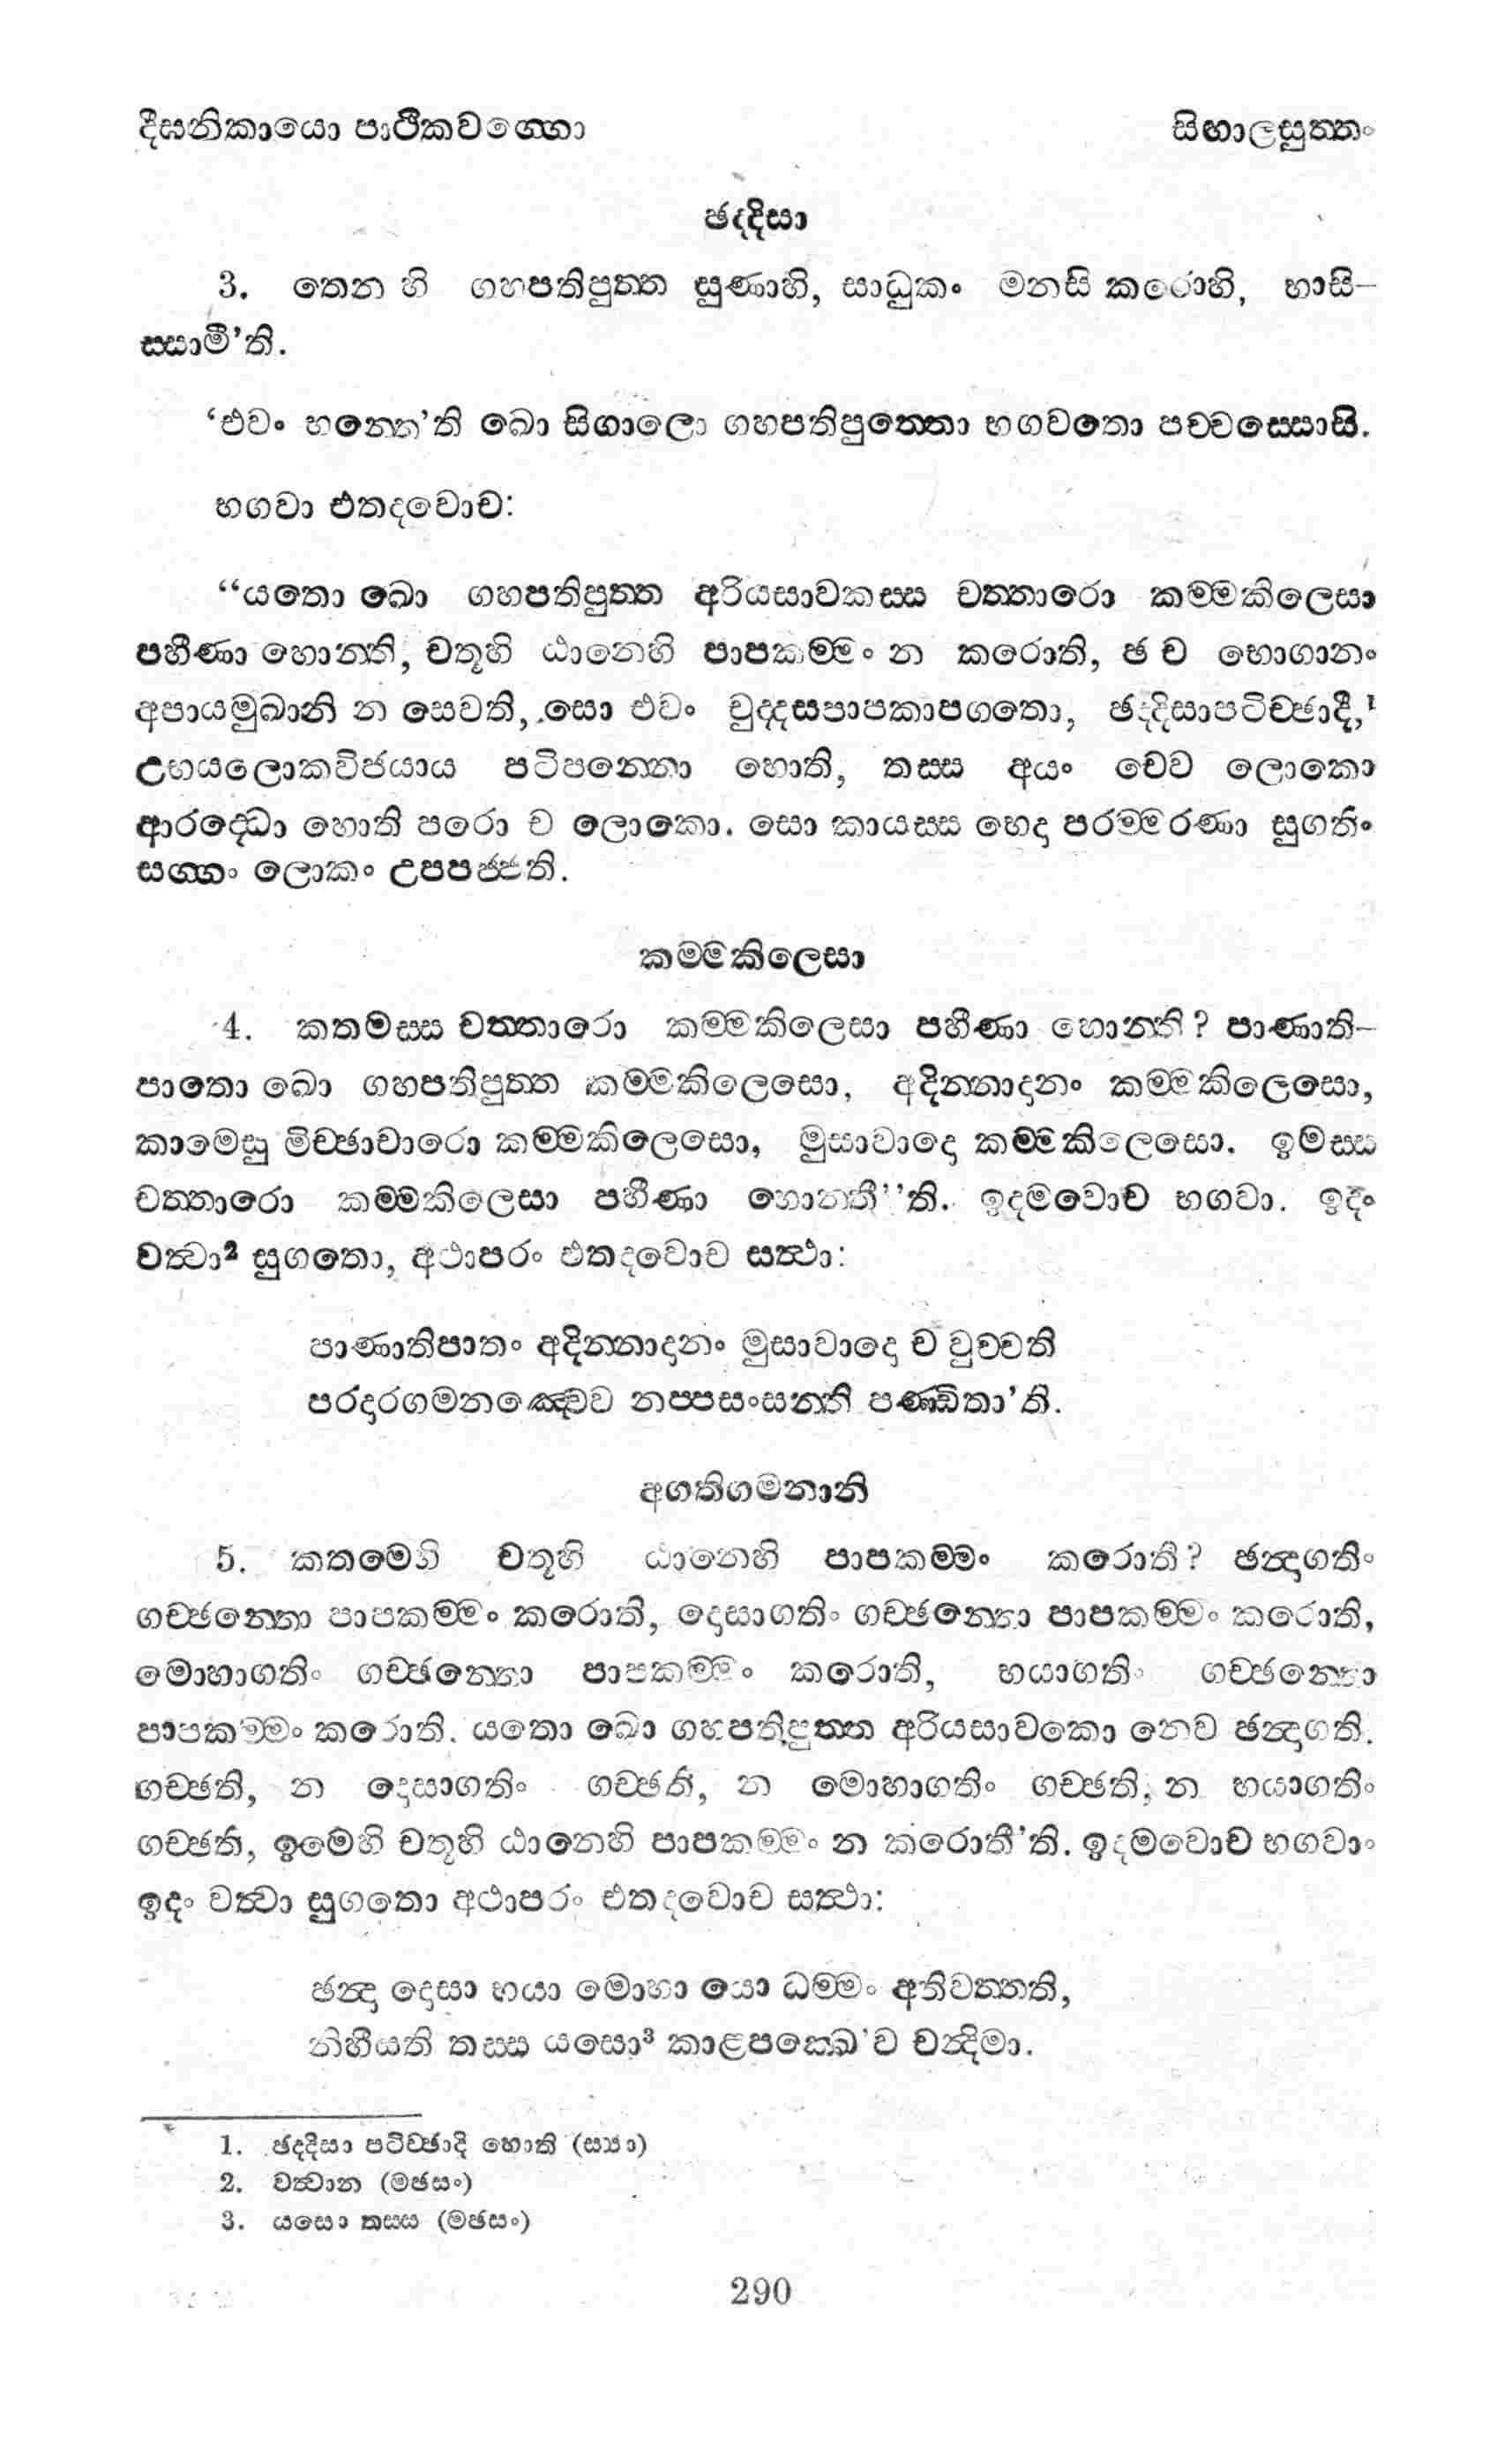 දීඝනිකායො පාථිකවග්ගො
සිඟාලසුත්තං
ඡද්දිසා
3. තෙන හි ගහපතිපුත්ත සුණාහි, සාධුකං මනසි කරොහි, භාසි-
ස්සාමී’ති.
‘එවං භන්තෙ’ති ඛො සිගාලො ගහපතිපුත්තො භගවතො පච්චස්සොසි.
භගවා එතදවොච:
“යතො ඛො ගහපතිපුත්ත අරියසාවකස්ස චත්තාරො කම්මකිලෙසා
පහීණා හොන්ති, චතූහි ඨානෙහි පාපකම්මං න කරොති, ඡ ච භොගානං
අපායමුඛානි න සෙවති, සො එවං චුද්දසපාපකාපගතො, ඡද්දිසාපටිච්ඡාදී,¹
උභයලොකවිජයාය පටිපන්නො හොති, තස්ස අයං චෙව ලොකො
ආරද්ධො හොති පරො ච ලොකො. සො කායස්ස භෙදා පරම්මරණා සුගතිං
සග්ගං ලොකං උපපජ්ජති.
කම්මකිලෙසා
4. කතමස්ස චත්තාරො කම්මකිලෙසා පහීණා හොන්ති? පාණාති-
පාතො ඛො ගහපතිපුත්ත කම්මකිලෙසො, අදින්නාදානං කම්මකිලෙසො,
කාමෙසු මිච්ඡාචාරො කම්මකිලෙසො, මුසාවාදො කම්මකිලෙසො. ඉමස්ස
චත්තාරො කම්මකිලෙසා පහීණා හොන්තී”ති. ඉදමවොච භගවා. ඉදං
වත්වා² සුගතො, අථාපරං එතදවොච සත්ථා:
පාණාතිපාතං අදින්නාදානං මුසාවාදො ච වුච්චති
පරදාරගමනඤ්චෙව නප්පසංසන්ති පණ්ඩිතා’ති.
අගතිගමනානි
5. කතමෙහි චතූහි ඨානෙහි පාපකම්මං කරොති? ඡන්දාගතිං
ගච්ඡන්තො පාපකම්මං කරොති, දොසාගතිං ගච්ඡන්තො පාපකම්මං කරොති,
මොහාගතිං ගච්ඡන්තො පාපකම්මං කරොති, භයාගතිං ගච්ඡන්තො
පාපකම්මං කරොති. යතො ඛො ගහපතිපුත්ත අරියසාවකො නෙව ඡන්දාගතිං
ගච්ඡති, න දොසාගතිං ගච්ඡති, න මොහාගතිං ගච්ඡති, න භයාගතිං
ගච්ඡති, ඉමෙහි චතූහි ඨානෙහි පාපකම්මං න කරොතී’ති. ඉදමවොච භගවා
ඉදං වත්වා සුගතො අථාපරං එතදවොච සත්ථා:
ඡන්දා දොසා භයා මොහා යො ධම්මං අතිවත්තති,
නිහීයති තස්ස යසො³ කාළපක්ඛෙ’ව චන්දිමා.
1. ඡද්දිසා පටිච්ඡාදි හොති (ස්‍යා)
2. වත්වාන (මඡසං)
3. යසො තස්ස (මඡසං)
290